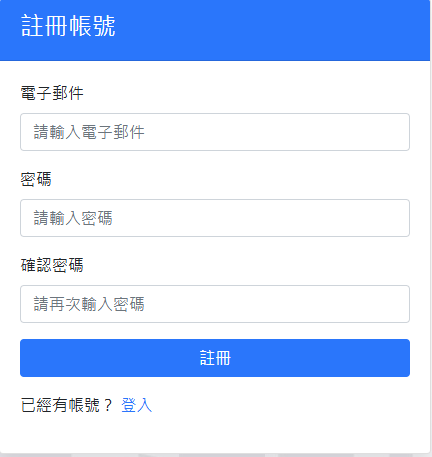 註冊帳號
電子郵件
請輸入電子郵件
密碼
請輸入密碼
確認密碼
請再次輸入密碼
註冊
已經有帳號？ 登入